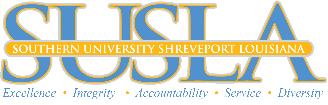 SUSLA
SOUTHERN UNIVERSITY SHREVEPORT LOUISIANA
Excellence • Integrity • Accountability • Service • Diversity